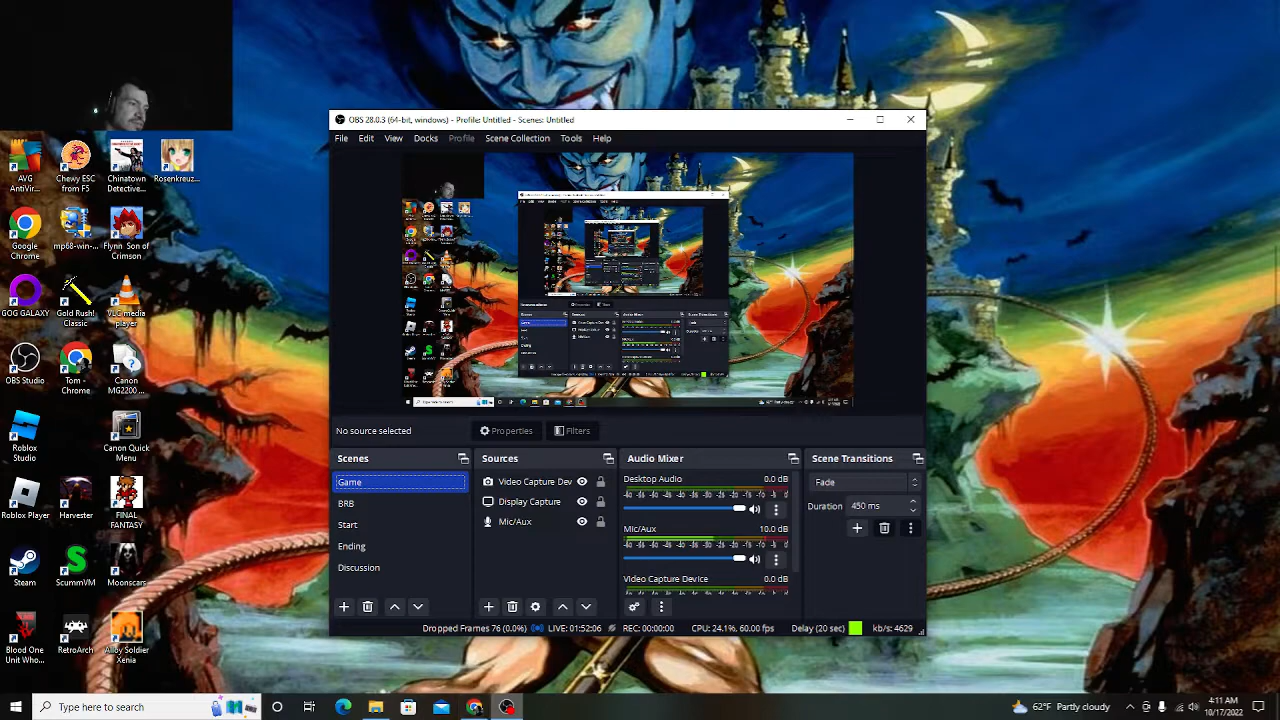 OBS 28.0.3 (64-bit, windows) - Profile: Untitled - Scenes: Untitled
File Edit View Docks Profile Scene Collection Tools Help
AVG AntiVir...
Chewy ESC from F5
Chinatown Detective...
Rosenkreuz...
Google Chrome
mp68-win-...
Flynn Son of Crimson
GOG GALAXY
Gold Rush! Classic
VLC media player
OBS Studio
Tom - Chrome
Canon MG2200 ...
Roblox Studio
Canon Quick Menu
Roblox Player
Harvester
FINAL FANTASY
Steam
ScummVM
Moonscars
Blood One Unit Who...
RetroArch
Alloy Soldier Xenia
No source selected
Properties
Filters
Scenes
Game
BRB
Start
Ending
Discussion
Sources
Video Capture Dev
Display Capture
Mic/Aux
Audio Mixer
Desktop Audio 0.0 dB
Mic/Aux 10.0 dB
Video Capture Device 0.0 dB
Scene Transitions
Fade
Duration 450 ms
Dropped Frames 76 (0.0%) LIVE: 01:52:06 REC: 00:00:00 CPU: 24.1%, 60.00 fps Delay (20 sec) kb/s: 4629
Type here to search
62°F Partly cloudy
4:11 AM
10/17/2022